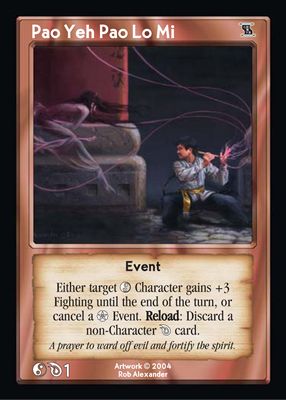 Pao Yeh Pao Lo Mi
Event
Either target Character gains +3
Fighting until the end of the turn, or
cancel a Event. Reload: Discard a
non-Character card.
A prayer to ward off evil and fortify the spirit.
1
Artwork © 2004
Rob Alexander